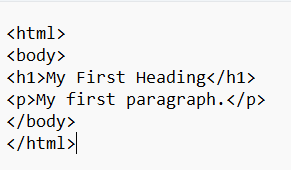 <html>
<body>
<h1>My First Heading</h1>
<p>My first paragraph.</p>
</body>
</html>